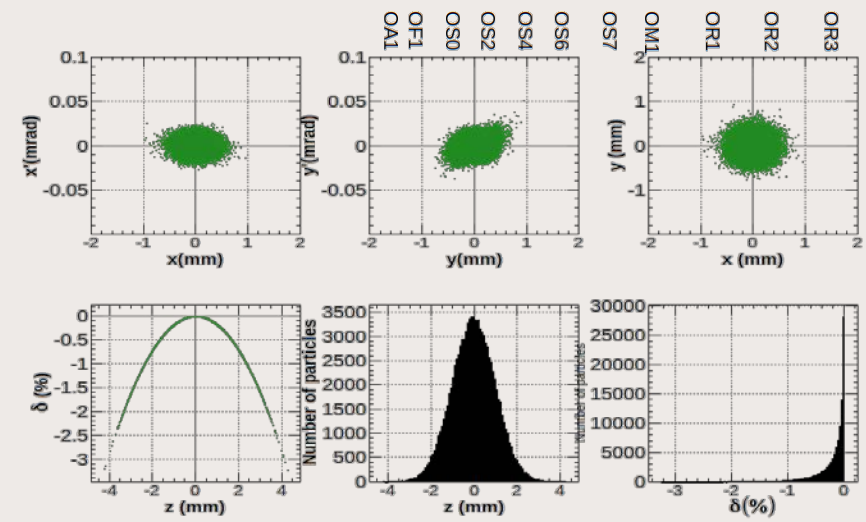 OA1 OF1 OS0 OS2 OS4 OS6 OS7 OM1 OR1 OR2 OR3
0.1
0.05
0
-0.05
x'(mrad)
-2 -1 0 1 2
x(mm)
0.1
0.05
0
-0.05
y'(mrad)
-2 -1 0 1 2
y(mm)
2
1
0
-1
y (mm)
-2 -1 0 1 2
x (mm)
0
-0.5
-1
-1.5
-2
-2.5
-3
δ (%)
-4 -2 0 2 4
z (mm)
3500
3000
2500
2000
1500
1000
500
0
Number of particles
-4 -2 0 2 4
z (mm)
30000
25000
20000
15000
10000
5000
0
Number of particles
-3 -2 -1 0
δ(%)